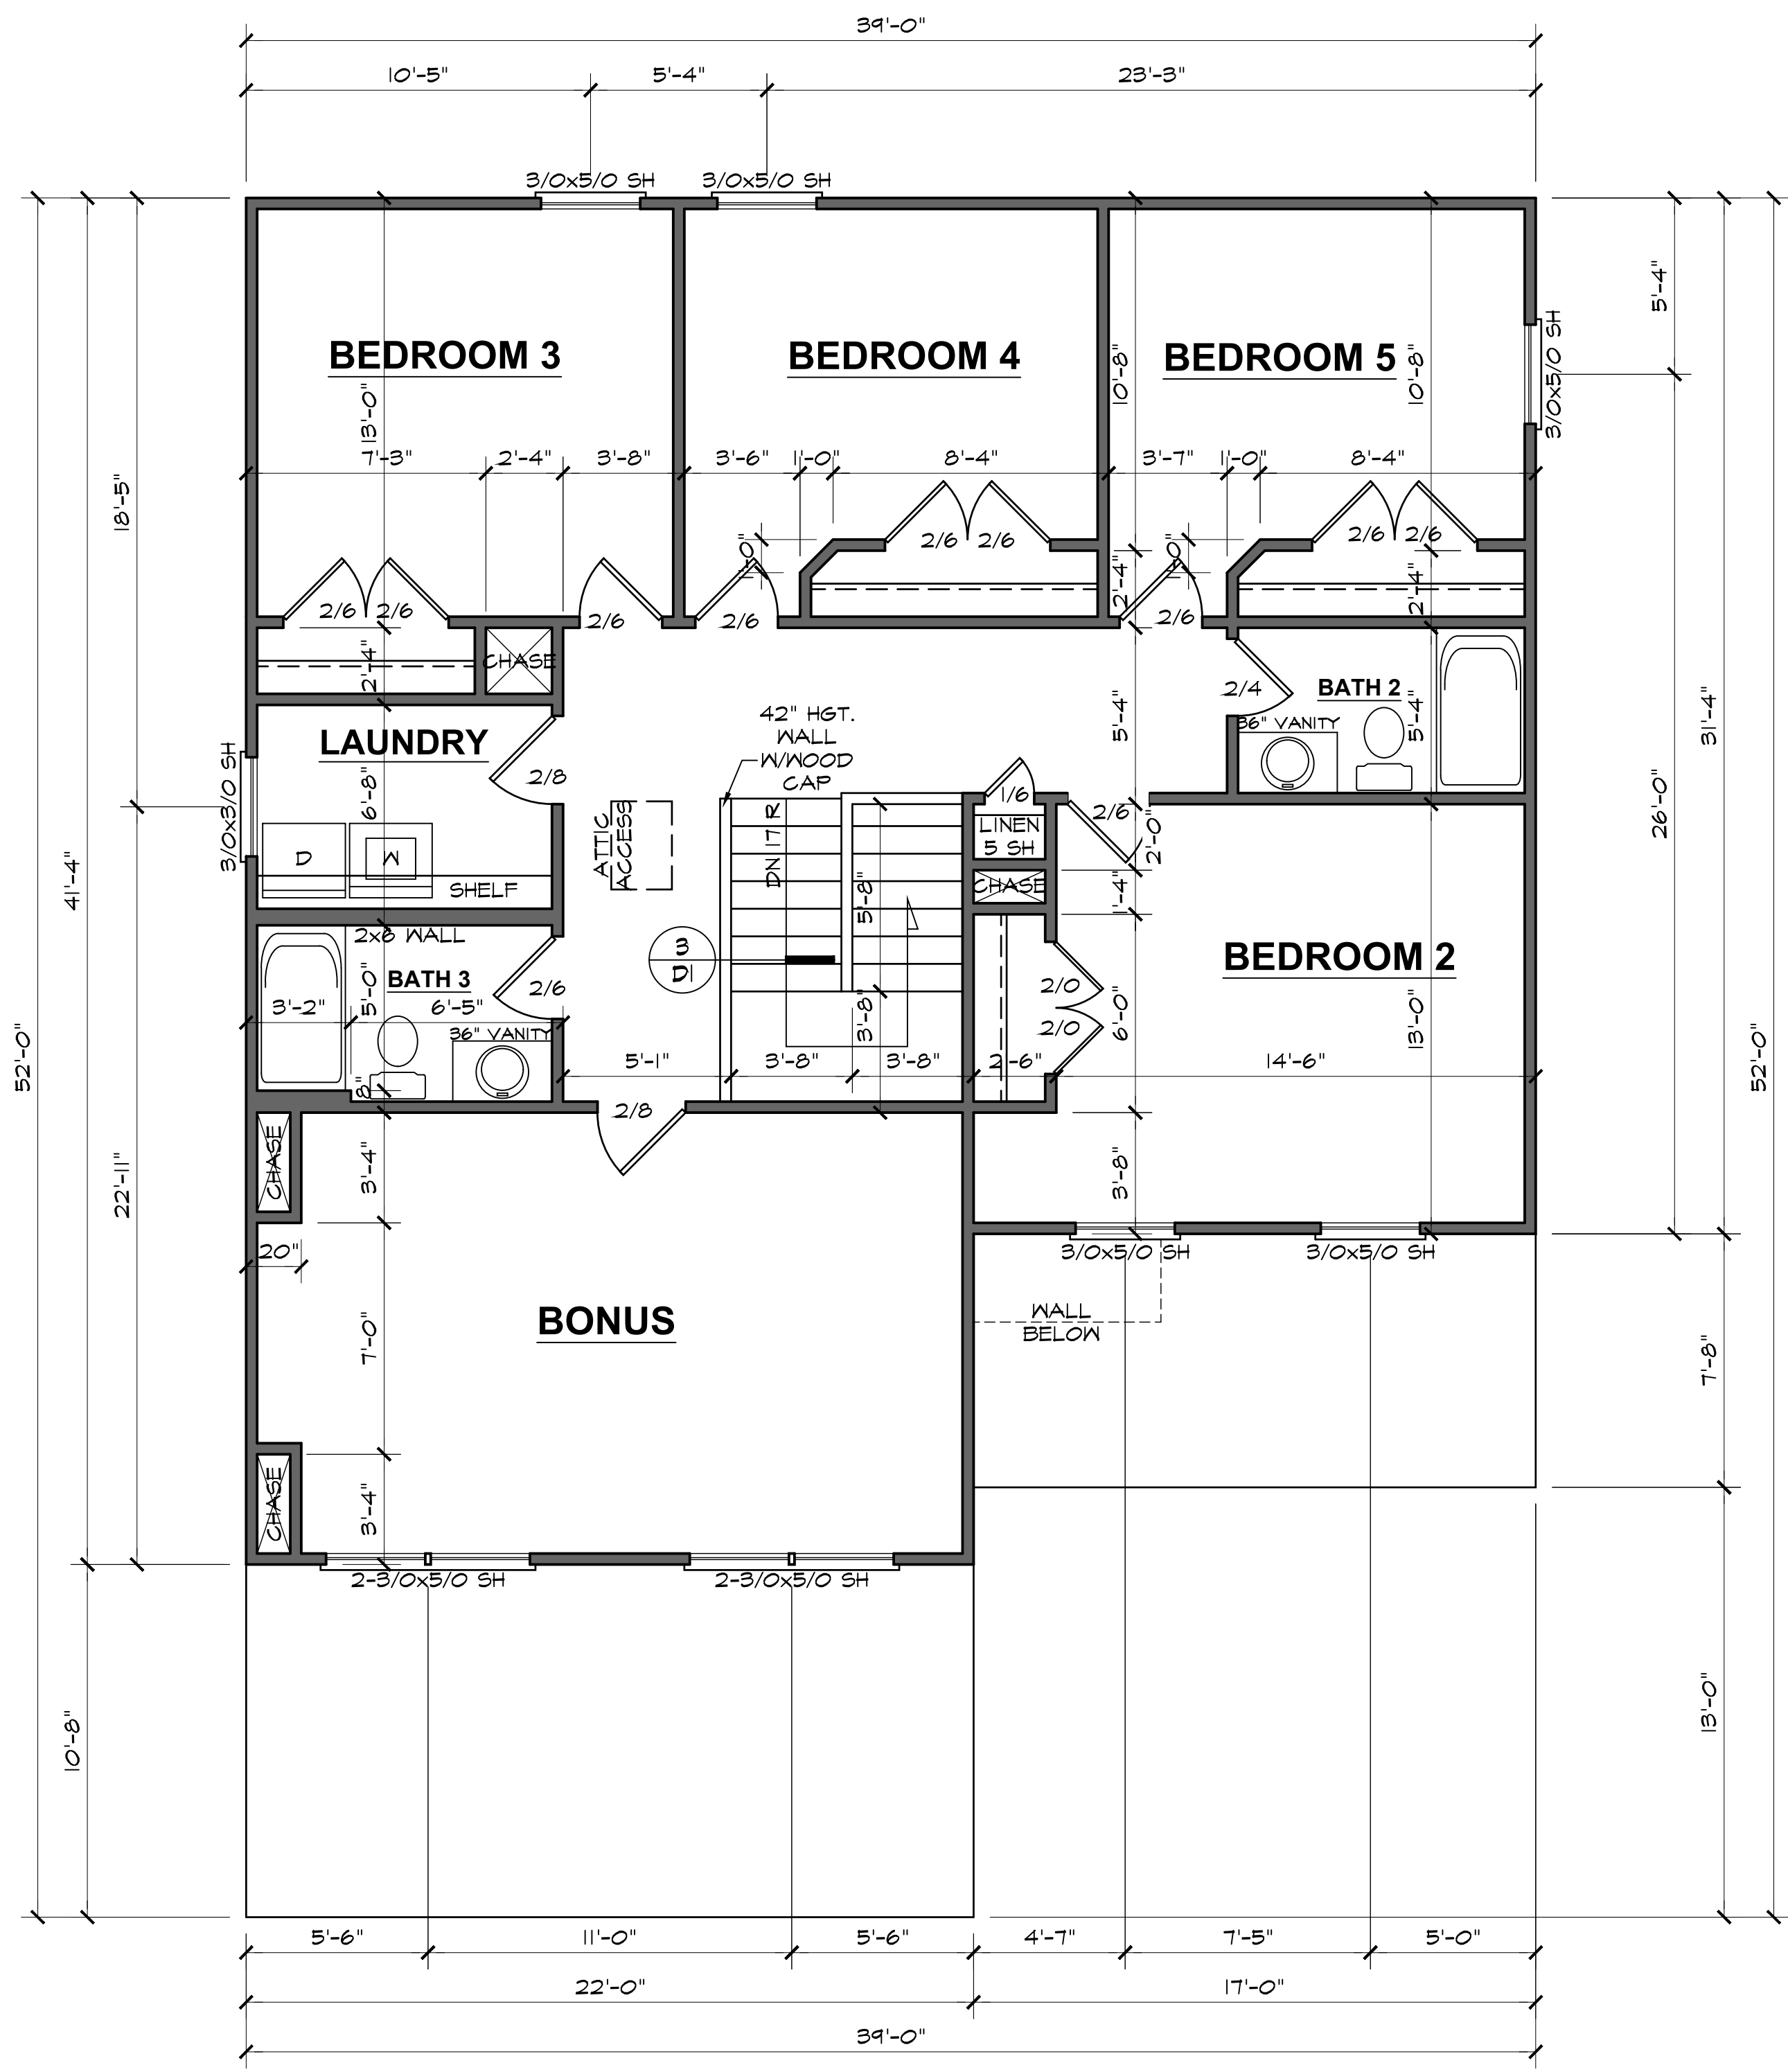 39'-0"
10'-5" 5'-4" 23'-3"
3/0x5/0 SH 3/0x5/0 SH
5'-4"
3/0x5/0 SH
BEDROOM 3 BEDROOM 4 BEDROOM 5
13'-0" 10'-8" 10'-8"
7'-3" 2'-4" 3'-8" 3'-6" 1'-0" 8'-4" 3'-7" 1'-0" 8'-4"
18'-5"
2/6 2/6 2/6 2/6
1'-0" 1'-0"
2/6 2/6 2/6 2/6 2/6
2'-4" 2'-4"
CHASE
2'-4"
2/4 BATH 2
36" VANITY
5'-4" 5'-4"
31'-4"
42" HGT.
WALL
W/WOOD
CAP
LAUNDRY
2/8
3/0x3/0 SH
6'-8"
1/6 2/6
26'-0"
D W
SHELF
ATTIC
ACCESS
DN 17 R
LINEN
5 SH
2'-0"
41'-4"
CHASE
1'-4"
5'-8"
2x6 WALL
3
D1
BEDROOM 2
BATH 3
2/6
2/0
2/0
3'-2" 5'-0" 6'-5"
6'-0" 13'-0"
3'-8"
36" VANITY
52'-0"
52'-0"
5'-1" 3'-8" 3'-8" 2'-6" 14'-6"
8"
2/8
CHASE
3'-4"
3'-8"
22'-11"
20"
3/0x5/0 SH 3/0x5/0 SH
BONUS
WALL
BELOW
7'-0"
7'-8"
CHASE
3'-4"
2-3/0x5/0 SH 2-3/0x5/0 SH
10'-8"
13'-0"
5'-6" 11'-0" 5'-6" 4'-7" 7'-5" 5'-0"
22'-0" 17'-0"
39'-0"